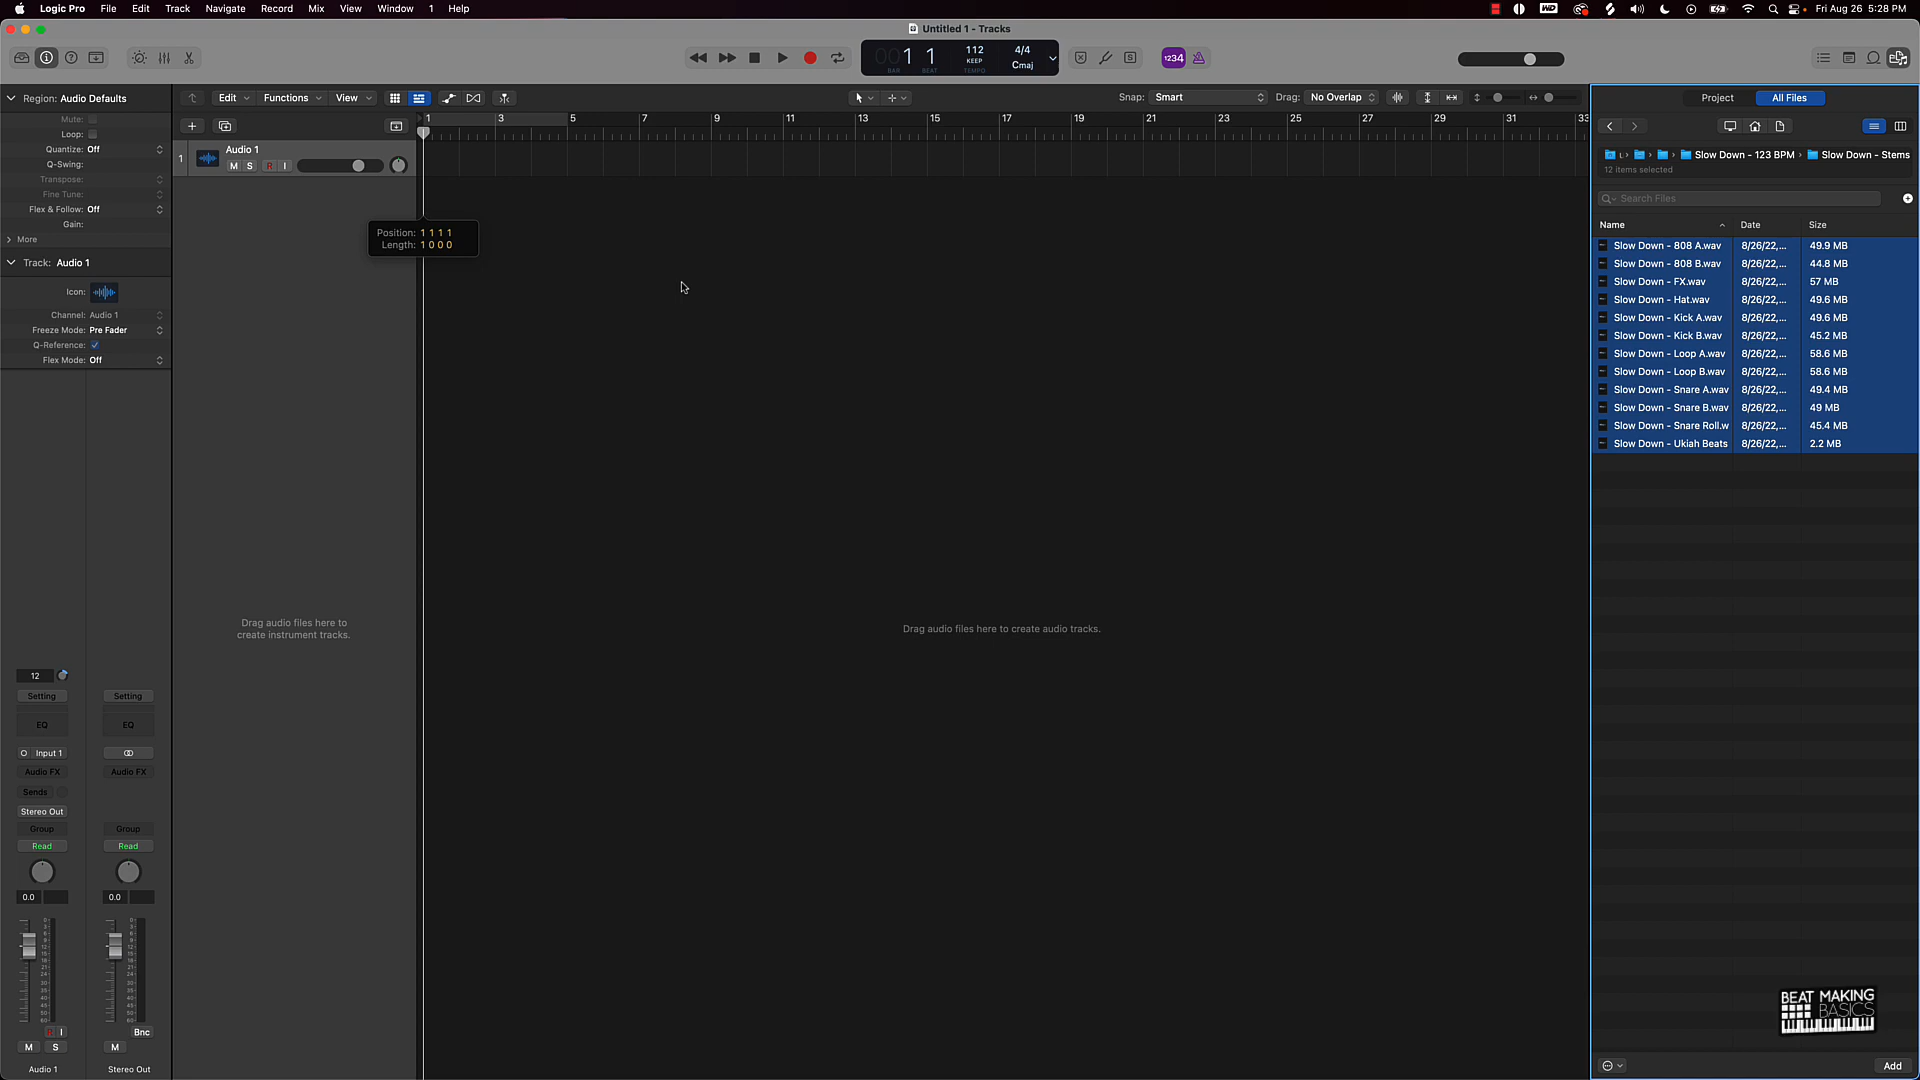 Logic Pro File Edit Track Navigate Record Mix View Window 1 Help
Fri Aug 26 5:28 PM
Untitled 1 - Tracks
001 1
BAR BEAT
112
KEEP
TEMPO
4/4
Cmaj
1234
Region: Audio Defaults
Mute:
Loop:
Quantize: Off
Q-Swing:
Transpose:
Fine Tune:
Flex & Follow: Off
Gain:
More
Track: Audio 1
Icon:
Channel: Audio 1
Freeze Mode: Pre Fader
Q-Reference:
Flex Mode: Off
Edit Functions View
Snap: Smart
Drag: No Overlap
1 3 5 7 9 11 13 15 17 19 21 23 25 27 29 31 33
1
Audio 1
M S R I
Position: 1 1 1 1
Length: 1 0 0 0
Drag audio files here to
create instrument tracks.
Drag audio files here to create audio tracks.
Project All Files
Slow Down - 123 BPM Slow Down - Stems
12 items selected
Search Files
Name Date Size
Slow Down - 808 A.wav 8/26/22,... 49.9 MB
Slow Down - 808 B.wav 8/26/22,... 44.8 MB
Slow Down - FX.wav 8/26/22,... 57 MB
Slow Down - Hat.wav 8/26/22,... 49.6 MB
Slow Down - Kick A.wav 8/26/22,... 49.6 MB
Slow Down - Kick B.wav 8/26/22,... 45.2 MB
Slow Down - Loop A.wav 8/26/22,... 58.6 MB
Slow Down - Loop B.wav 8/26/22,... 58.6 MB
Slow Down - Snare A.wav 8/26/22,... 49.4 MB
Slow Down - Snare B.wav 8/26/22,... 49 MB
Slow Down - Snare Roll.w 8/26/22,... 45.4 MB
Slow Down - Ukiah Beats 8/26/22,... 2.2 MB
12
Setting Setting
EQ EQ
Input 1
Audio FX Audio FX
Sends
Stereo Out
Group Group
Read Read
0.0 0.0
R I Bnc
M S M
Audio 1 Stereo Out
BEAT MAKING
BASICS
Add